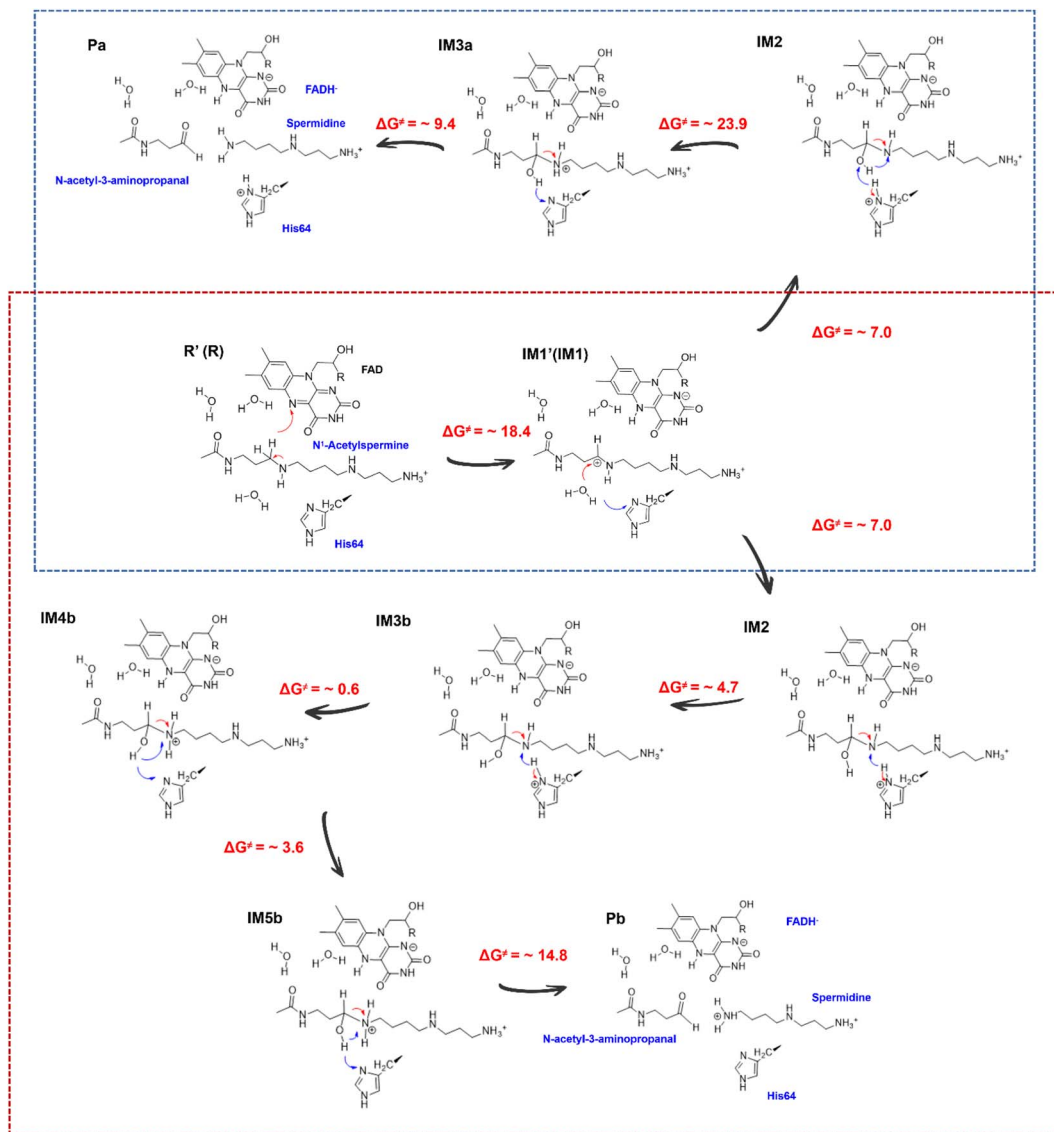 Pa
IM3a
IM2
FADH⁻
Spermidine
N-acetyl-3-aminopropanal
His64
ΔG≠ = ~ 9.4
ΔG≠ = ~ 23.9
ΔG≠ = ~ 7.0
R' (R)
FAD
N¹-Acetylspermine
His64
ΔG≠ = ~ 18.4
IM1'(IM1)
ΔG≠ = ~ 7.0
IM4b
IM3b
IM2
ΔG≠ = ~ 0.6
ΔG≠ = ~ 4.7
ΔG≠ = ~ 3.6
IM5b
Pb
FADH⁻
ΔG≠ = ~ 14.8
Spermidine
N-acetyl-3-aminopropanal
His64